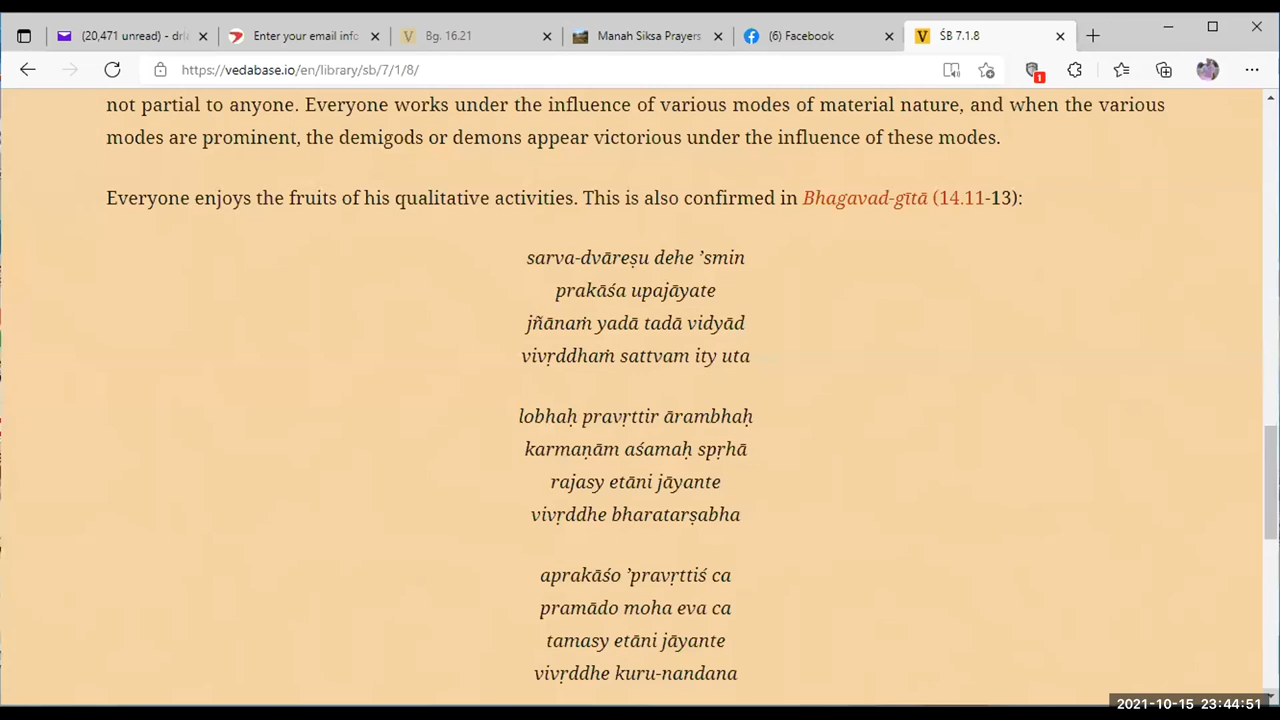 (20,471 unread) - drl
Enter your email info
Bg. 16.21
Manah Siksa Prayers
(6) Facebook
ŚB 7.1.8
https://vedabase.io/en/library/sb/7/1/8/
1
not partial to anyone. Everyone works under the influence of various modes of material nature, and when the various
modes are prominent, the demigods or demons appear victorious under the influence of these modes.
Everyone enjoys the fruits of his qualitative activities. This is also confirmed in Bhagavad-gītā (14.11-13):
sarva-dvāreṣu dehe ’smin
prakāśa upajāyate
jñānaṁ yadā tadā vidyād
vivṛddhaṁ sattvam ity uta
lobhaḥ pravṛttir ārambhaḥ
karmaṇām aśamaḥ spṛhā
rajasy etāni jāyante
vivṛddhe bharatarṣabha
aprakāśo ’pravṛttiś ca
pramādo moha eva ca
tamasy etāni jāyante
vivṛddhe kuru-nandana
2021-10-15 23:44:51